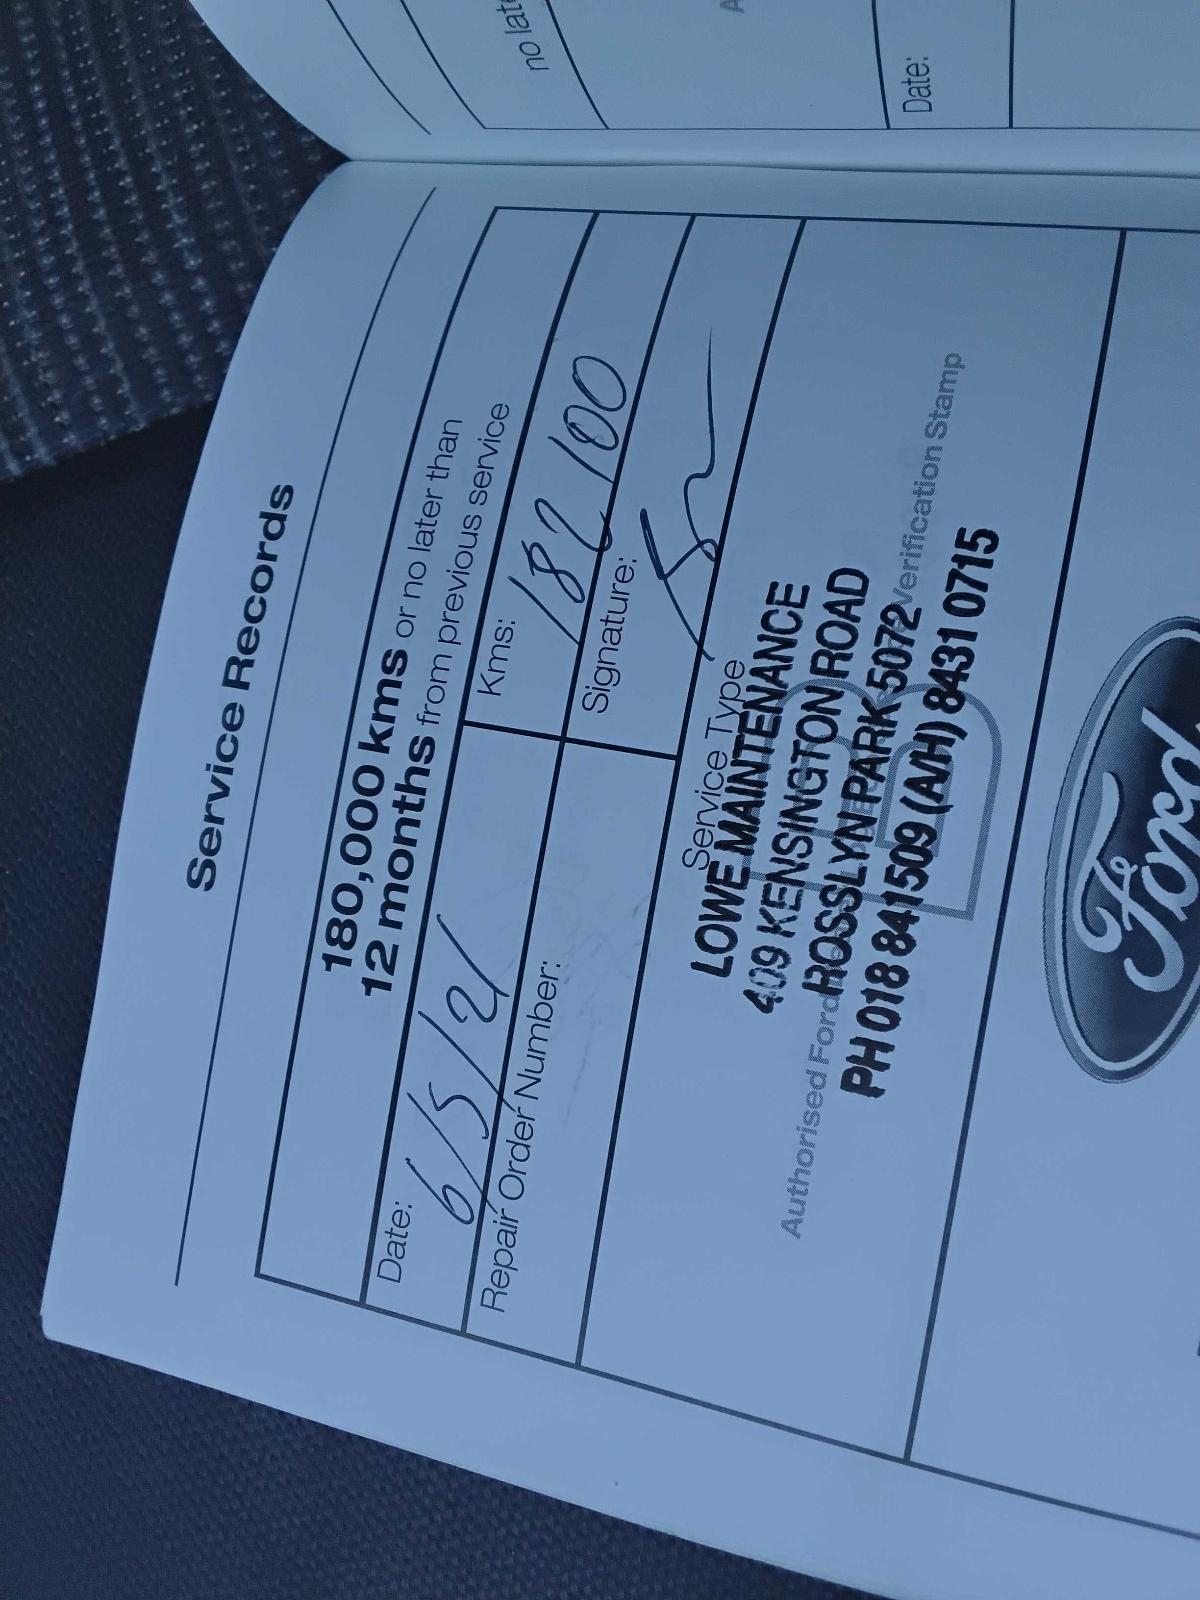 no late
Date:
Service Records
180,000 kms or no later than
12 months from previous service
Date: 6/5/21
Kms: 182100
Repair Order Number:
Signature:
Service Type
LOWE MAINTENANCE
409 KENSINGTON ROAD
ROSSLYN PARK 5072
PH 018 841509 (A/H) 8431 0715
Authorised Ford Verification Stamp
Ford